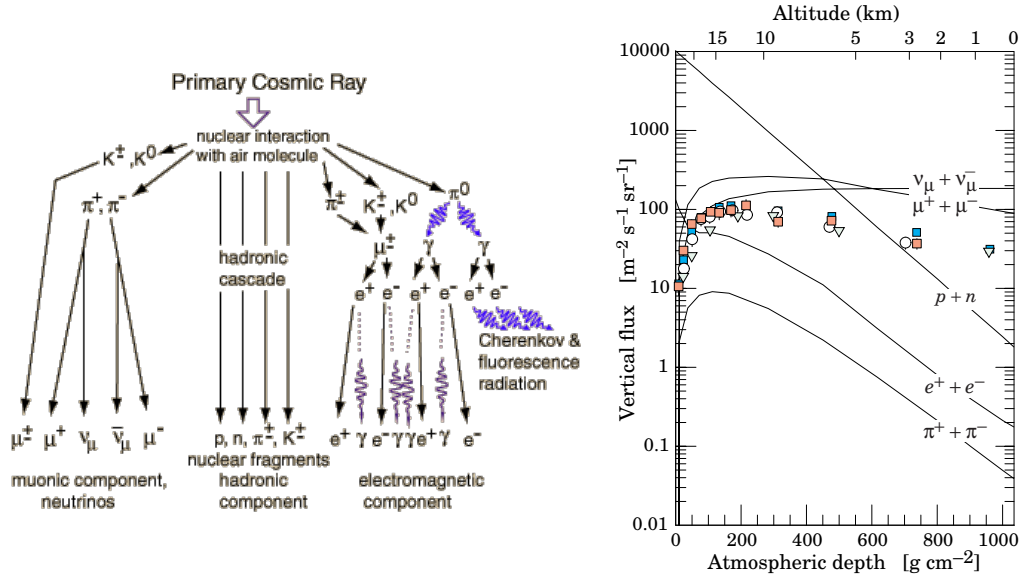 Primary Cosmic Ray
nuclear interaction
with air molecule
K±, K⁰
π⁺, π⁻
π±
K±, K⁰
π⁰
hadronic
cascade
μ±
γ
γ
e⁺ e⁻ e⁺ e⁻ e⁺ e⁻
Cherenkov &
fluorescence
radiation
μ± μ⁺ νμ ν̄μ μ⁻
p, n, π±, K±
e⁺ γ e⁻ γ γ e⁺ γ e⁻
nuclear fragments
muonic component,
neutrinos
hadronic
component
electromagnetic
component
Altitude (km)
15 10 5 3 2 1 0
10000
1000
100
10
1
0.1
0.01
Vertical flux [m⁻² s⁻¹ sr⁻¹]
νμ + ν̄μ
μ⁺ + μ⁻
p + n
e⁺ + e⁻
π⁺ + π⁻
0 200 400 600 800 1000
Atmospheric depth [g cm⁻²]